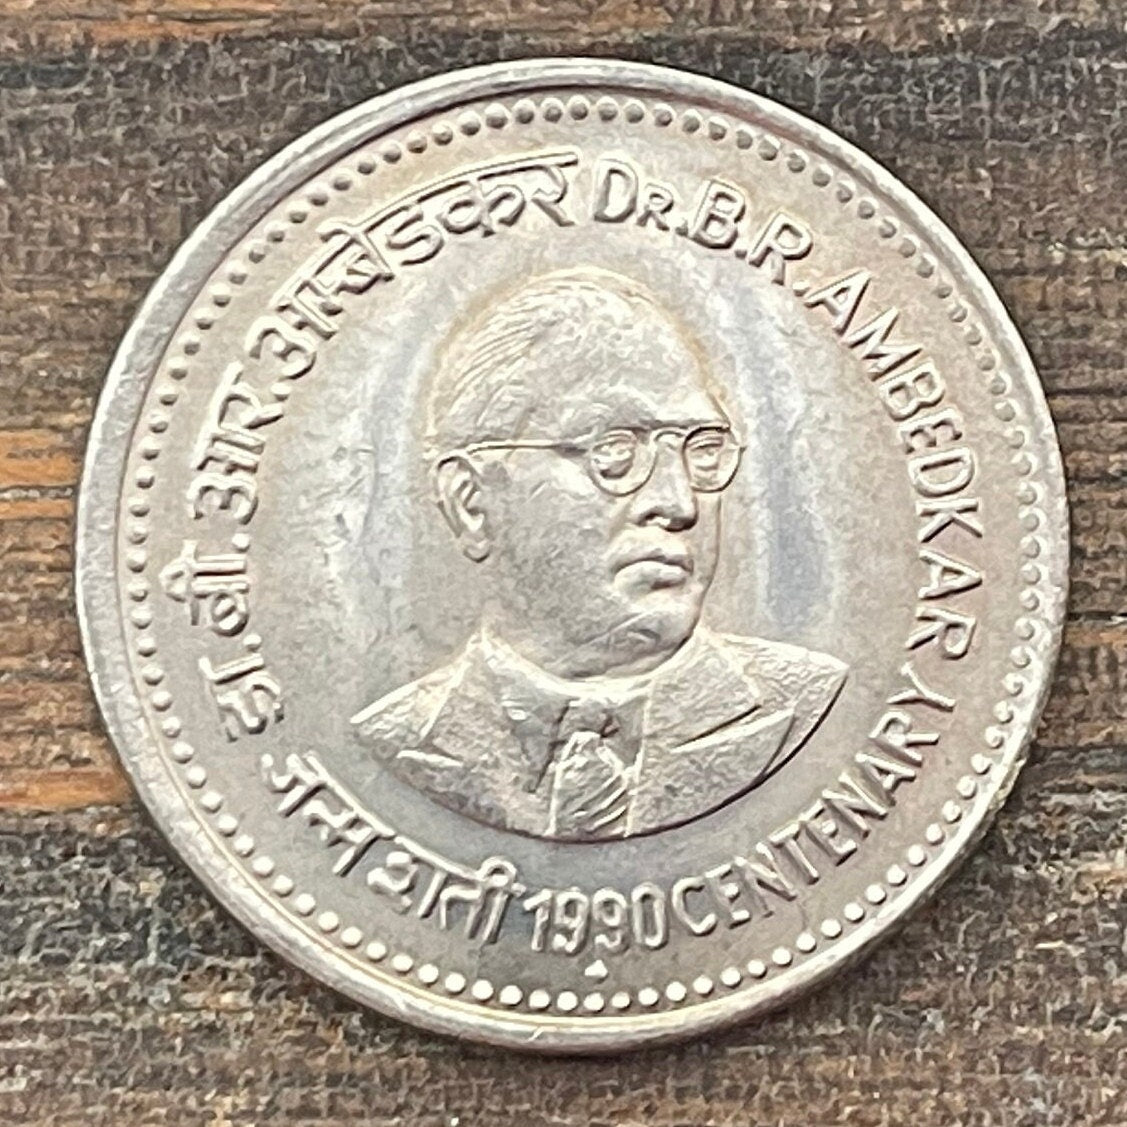 डा. बी. आर. आम्बेडकर
DR. B. R. AMBEDKAR
जन्म शती 1990 CENTENARY